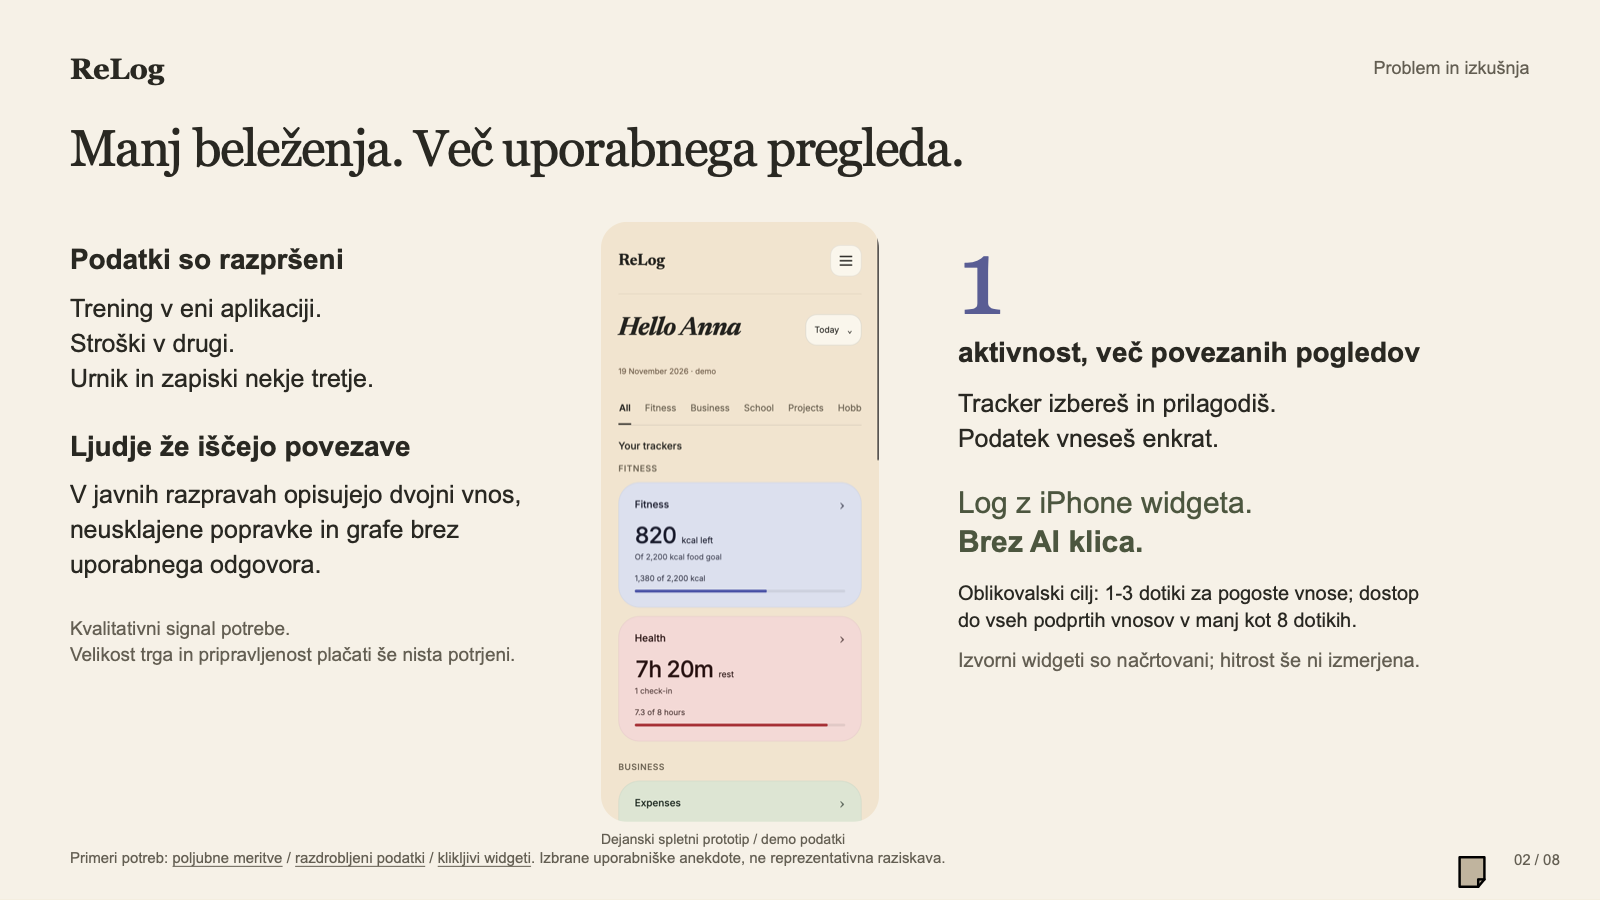 ReLog
Problem in izkušnja
Manj beleženja. Več uporabnega pregleda.
Podatki so razpršeni
Trening v eni aplikaciji.
Stroški v drugi.
Urnik in zapiski nekje tretje.
Ljudje že iščejo povezave
V javnih razpravah opisujejo dvojni vnos,
neusklajene popravke in grafe brez
uporabnega odgovora.
Kvalitativni signal potrebe.
Velikost trga in pripravljenost plačati še nista potrjeni.
ReLog
Hello Anna
Today
19 November 2026 · demo
All Fitness Business School Projects Hobb
Your trackers
FITNESS
Fitness
820 kcal left
Of 2,200 kcal food goal
1,380 of 2,200 kcal
Health
7h 20m rest
1 check-in
7.3 of 8 hours
BUSINESS
Expenses
Dejanski spletni prototip / demo podatki
1
aktivnost, več povezanih pogledov
Tracker izbereš in prilagodiš.
Podatek vneseš enkrat.
Log z iPhone widgeta.
Brez AI klica.
Oblikovalski cilj: 1-3 dotiki za pogoste vnose; dostop
do vseh podprtih vnosov v manj kot 8 dotikih.
Izvorni widgeti so načrtovani; hitrost še ni izmerjena.
Primeri potreb: poljubne meritve / razdrobljeni podatki / klikljivi widgeti. Izbrane uporabniške anekdote, ne reprezentativna raziskava.
02 / 08